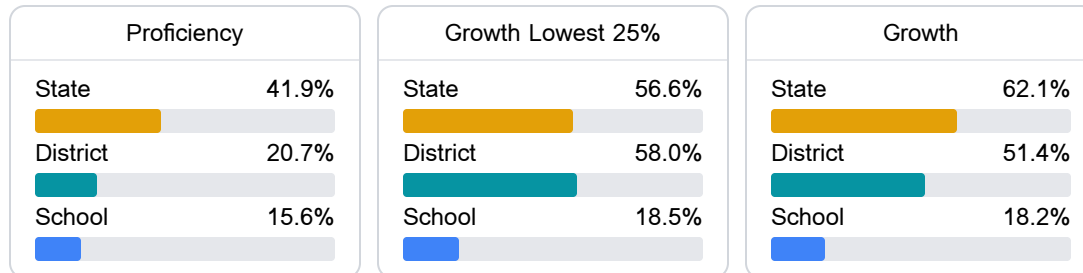 Proficiency
State 41.9%
District 20.7%
School 15.6%
Growth Lowest 25%
State 56.6%
District 58.0%
School 18.5%
Growth
State 62.1%
District 51.4%
School 18.2%